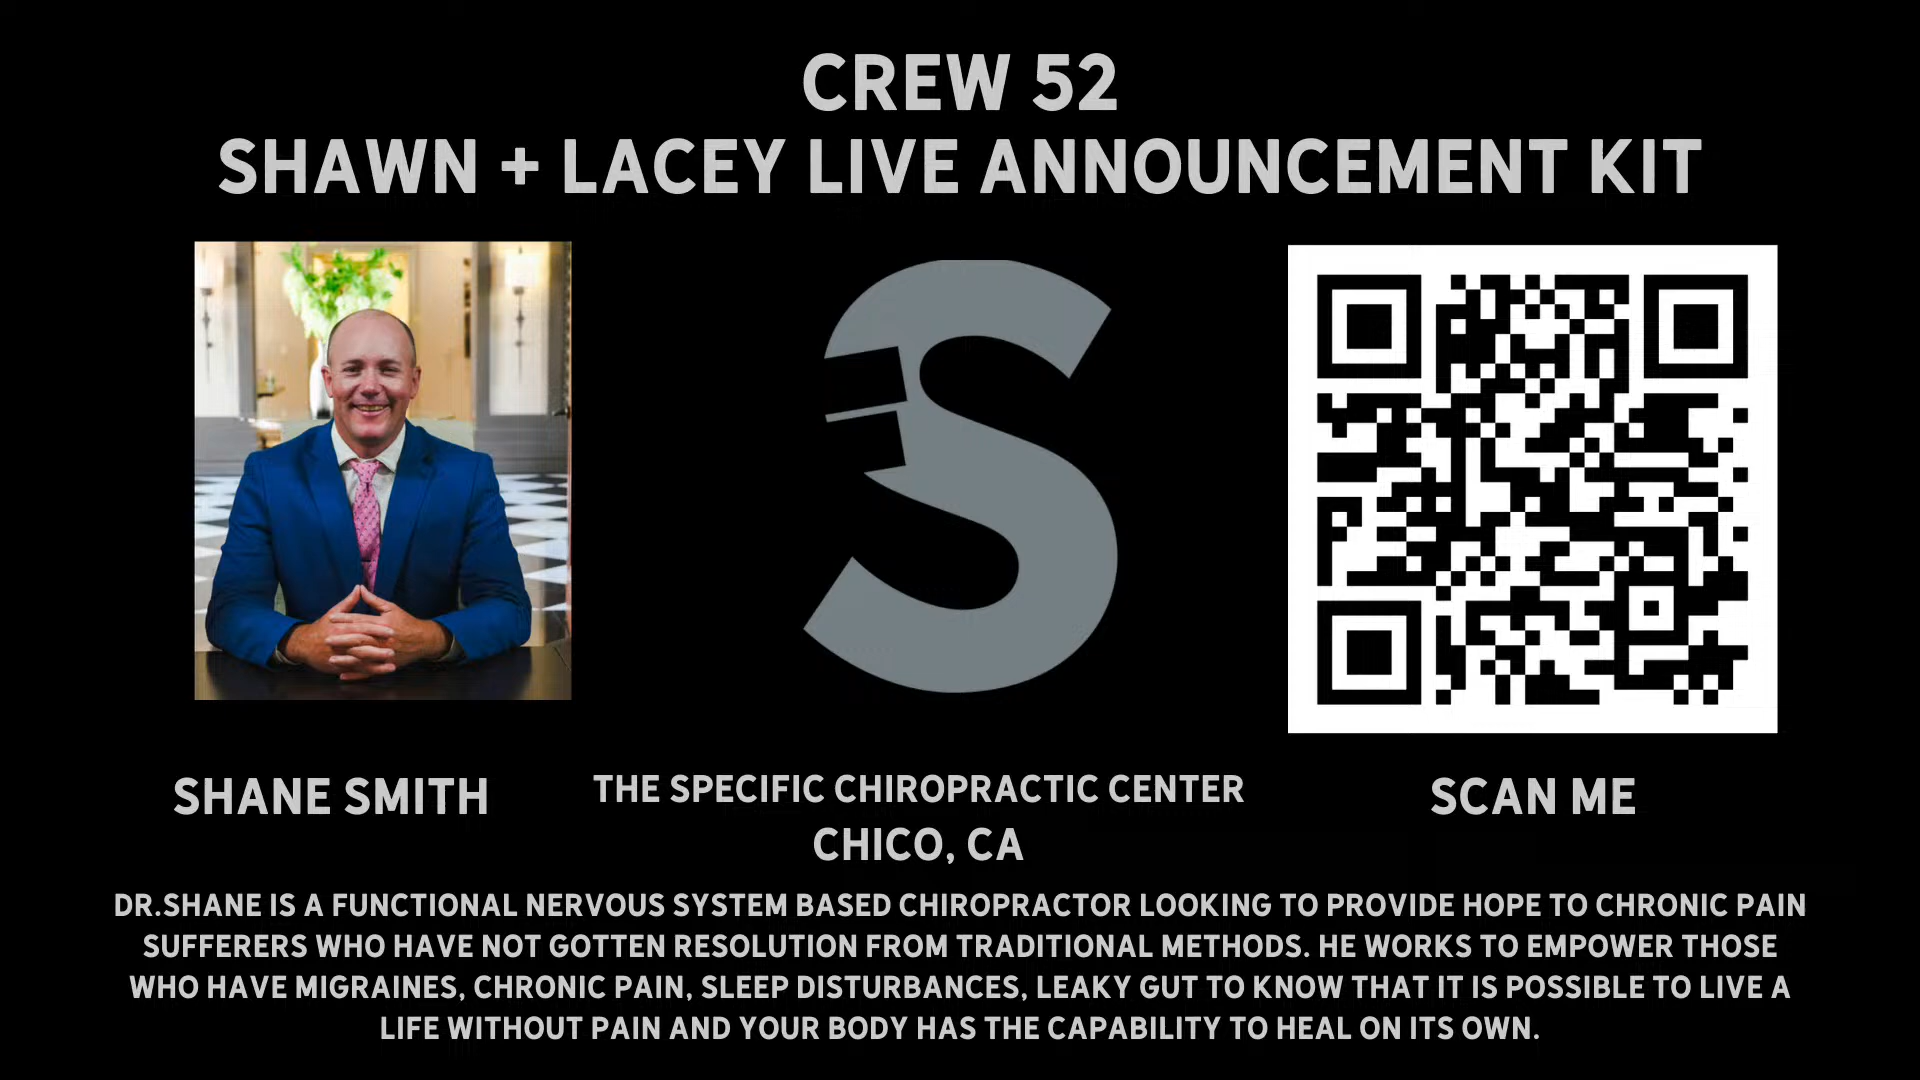 CREW 52
SHAWN + LACEY LIVE ANNOUNCEMENT KIT
SHANE SMITH
THE SPECIFIC CHIROPRACTIC CENTER
CHICO, CA
SCAN ME
DR.SHANE IS A FUNCTIONAL NERVOUS SYSTEM BASED CHIROPRACTOR LOOKING TO PROVIDE HOPE TO CHRONIC PAIN
SUFFERERS WHO HAVE NOT GOTTEN RESOLUTION FROM TRADITIONAL METHODS. HE WORKS TO EMPOWER THOSE
WHO HAVE MIGRAINES, CHRONIC PAIN, SLEEP DISTURBANCES, LEAKY GUT TO KNOW THAT IT IS POSSIBLE TO LIVE A
LIFE WITHOUT PAIN AND YOUR BODY HAS THE CAPABILITY TO HEAL ON ITS OWN.